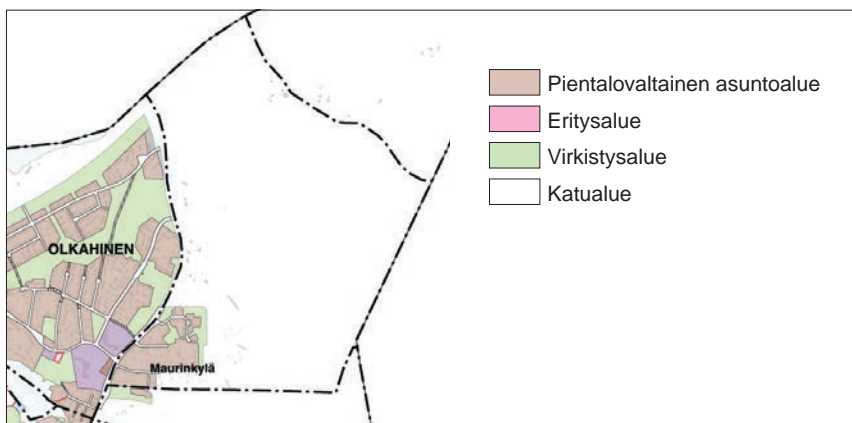 Pientalovaltainen asuntoalue
Eritysalue
Virkistysalue
Katualue
OLKAHINEN
Maurinkylä